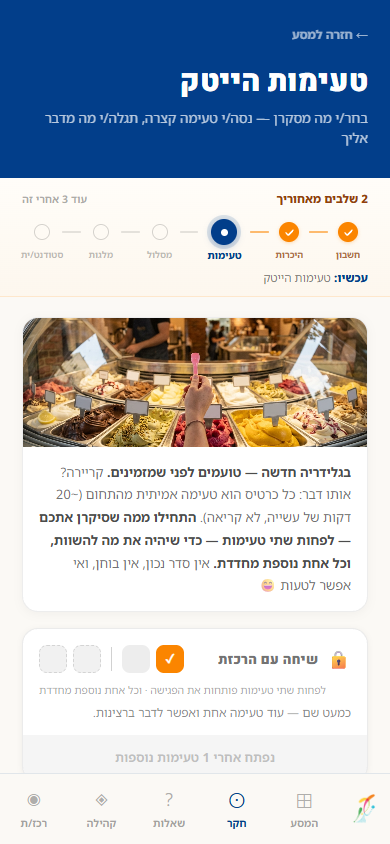 ← חזרה למסע
טעימות הייטק
בחר/י מה מסקרן — נסה/י טעימה קצרה, תגלה/י מה מדבר
אליך
2 שלבים מאחוריך
עוד 3 אחרי זה
חשבון
היכרות
טעימות
מסלול
מלגות
סטודנט/ית
עכשיו: טעימות הייטק
בגלידריה חדשה — טועמים לפני שמזמינים. קריירה?
אותו דבר: כל כרטיס הוא טעימה אמיתית מהתחום (~20
דקות של עשייה, לא קריאה). התחילו ממה שסיקרן אתכם
— לפחות שתי טעימות — כדי שיהיה את מה להשוות,
וכל אחת נוספת מחדדת. אין סדר נכון, אין בוחן, ואי
אפשר לטעות 😄
🔒 שיחה עם הרכזת
לפחות שתי טעימות פותחות את הפגישה · וכל אחת נוספת מחדדת
כמעט שם — עוד טעימה אחת ואפשר לדבר ברצינות.
נפתח אחרי 1 טעימות נוספות
המסע
חקר
שאלות
קהילה
רכז/ת